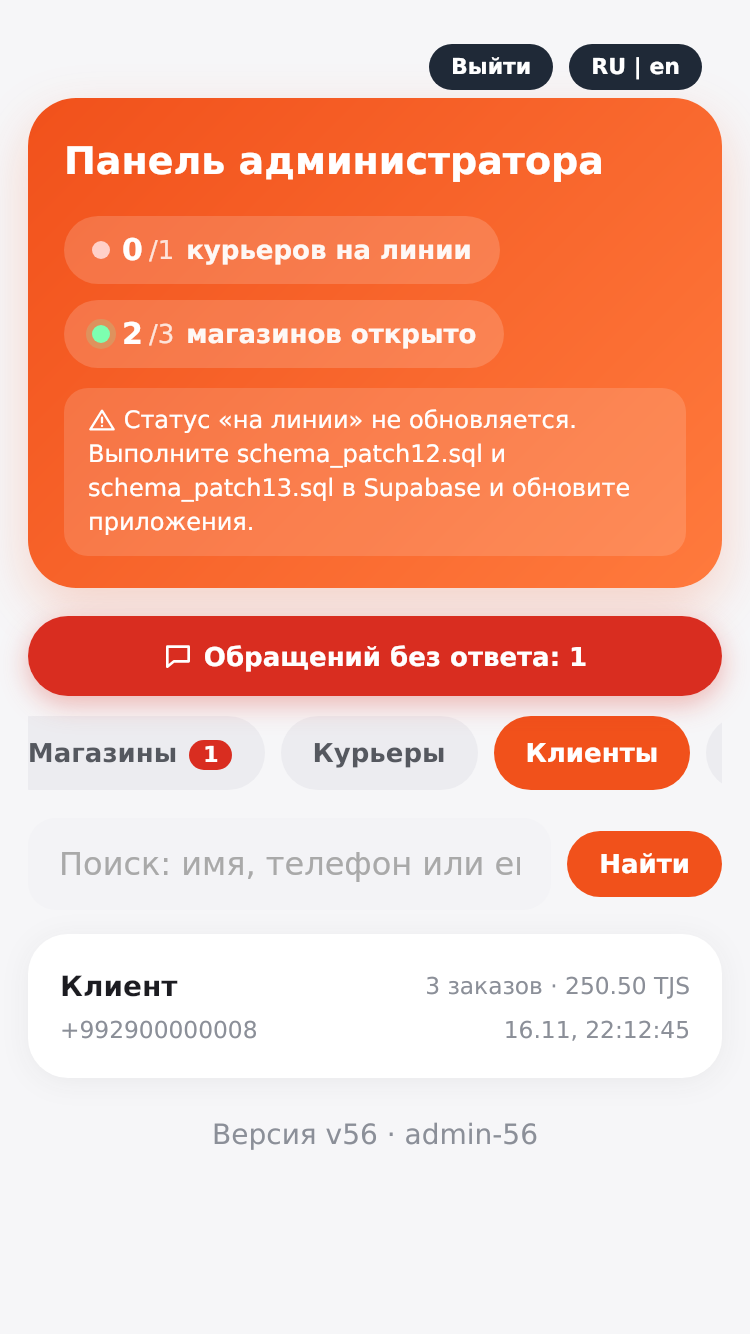 Выйти
RU | en
Панель администратора
0/1 курьеров на линии
2/3 магазинов открыто
Статус «на линии» не обновляется.
Выполните schema_patch12.sql и
schema_patch13.sql в Supabase и обновите
приложения.
Обращений без ответа: 1
Магазины 1
Курьеры
Клиенты
Поиск: имя, телефон или
Найти
Клиент
3 заказов · 250.50 TJS
+992900000008
16.11, 22:12:45
Версия v56 · admin-56